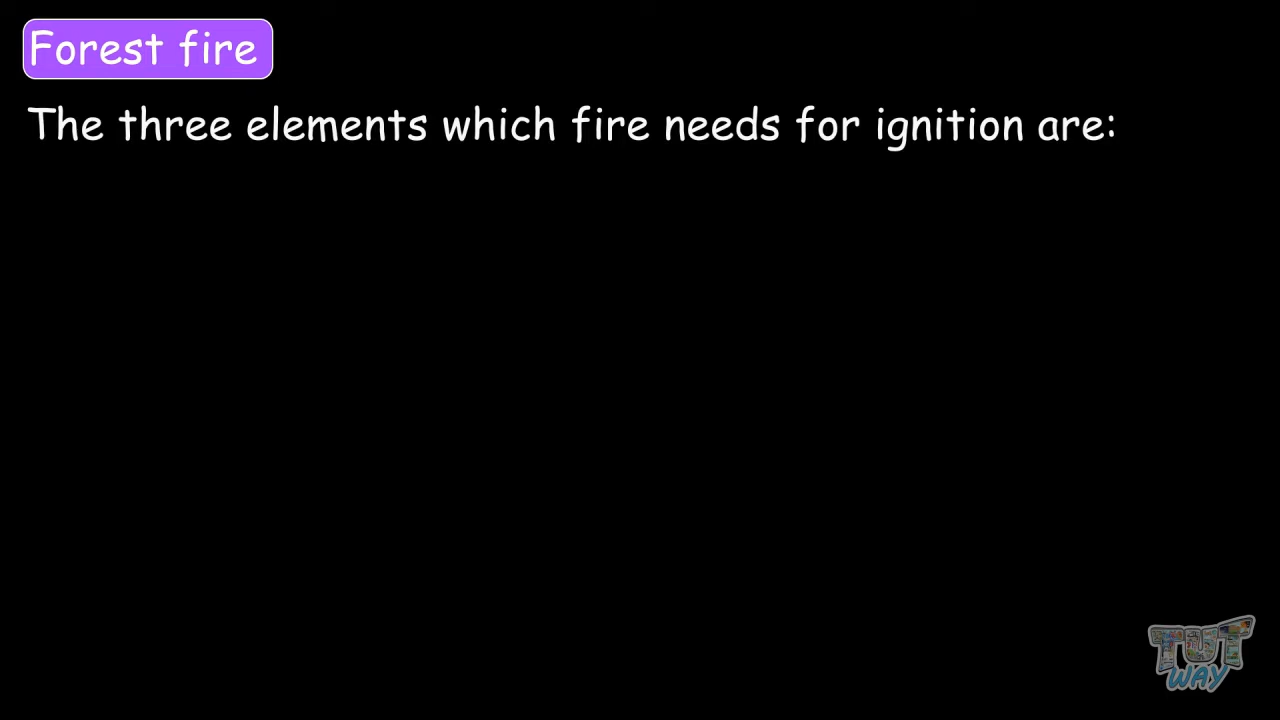 Forest fire
The three elements which fire needs for ignition are:
TUT
WAY